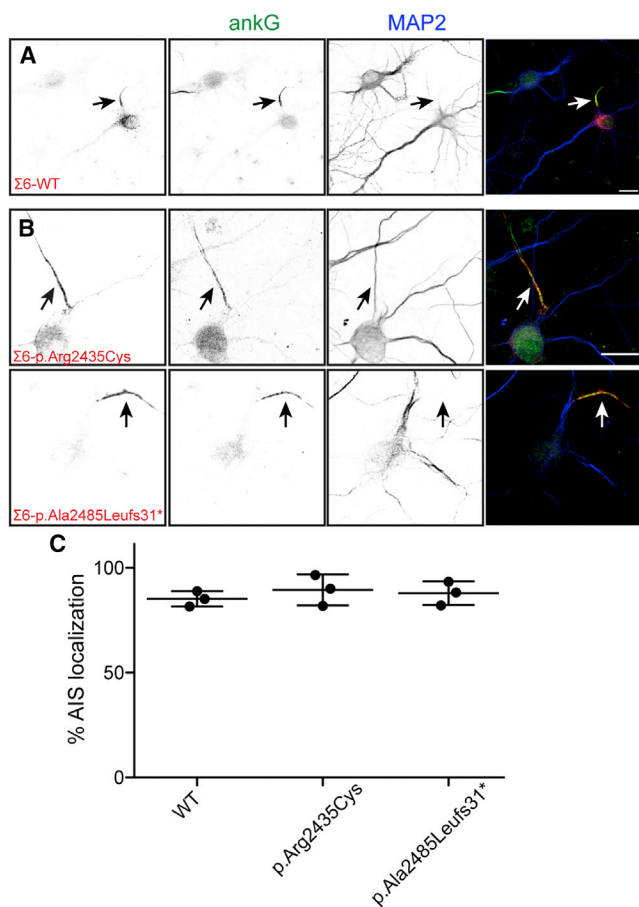 ankG MAP2
A
Σ6-WT
B
Σ6-p.Arg2435Cys
Σ6-p.Ala2485Leufs31*
C
100
50
0
% AIS localization
WT
p.Arg2435Cys
p.Ala2485Leufs31*